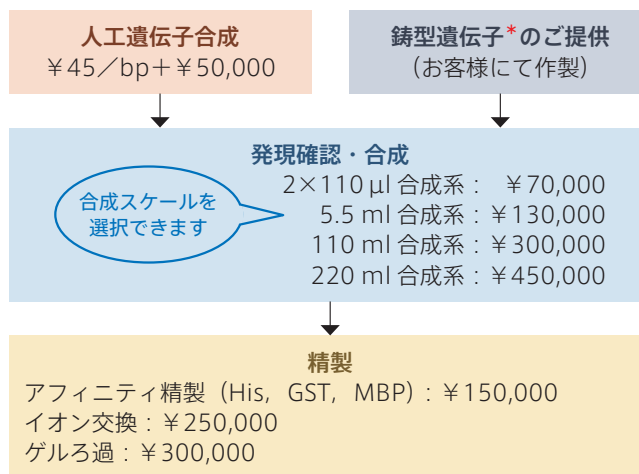 人工遺伝子合成
¥45/bp+¥50,000
鋳型遺伝子*のご提供
(お客様にて作製)
発現確認・合成
合成スケールを
選択できます
2×110 µl 合成系: ¥70,000
5.5 ml 合成系:¥130,000
110 ml 合成系:¥300,000
220 ml 合成系:¥450,000
精製
アフィニティ精製(His, GST, MBP):¥150,000
イオン交換:¥250,000
ゲルろ過:¥300,000